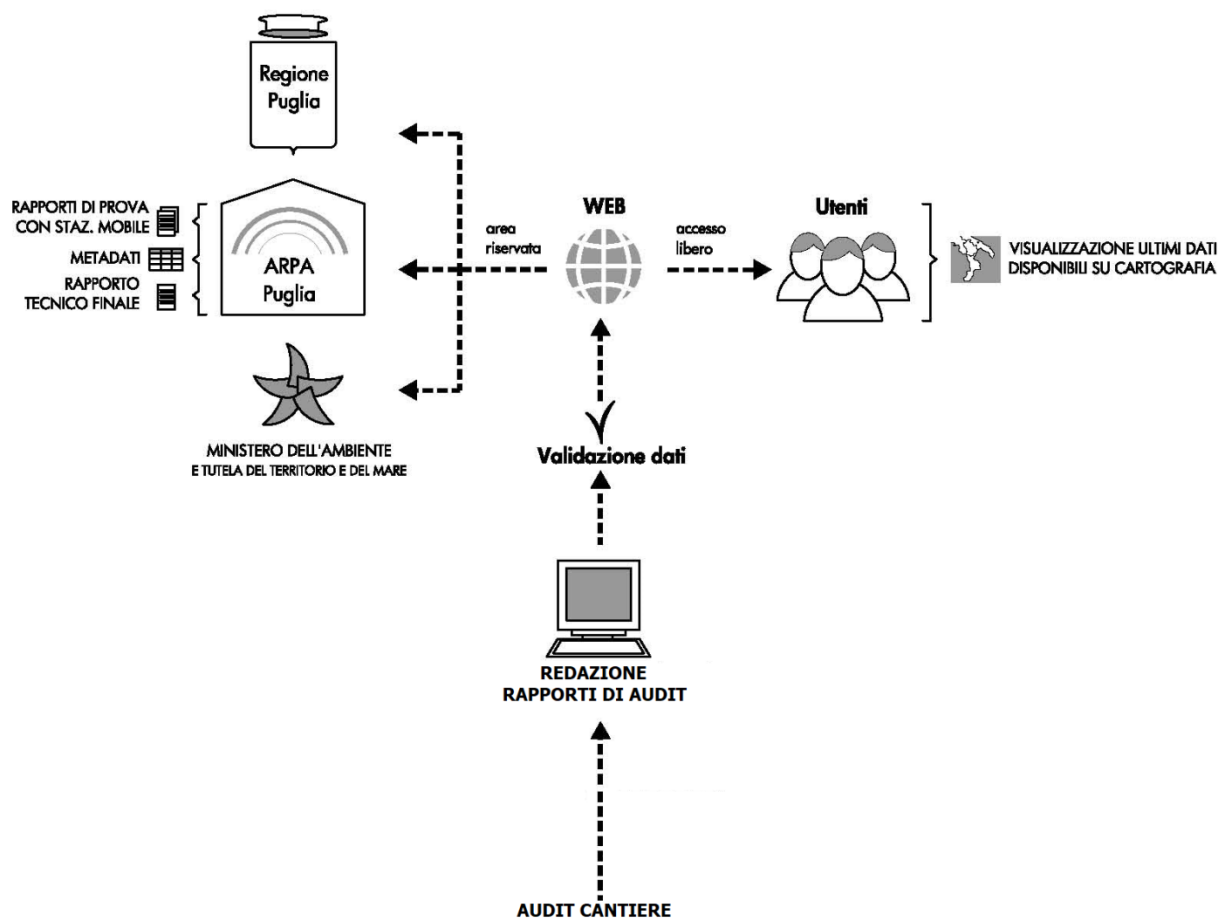 Regione
Puglia
RAPPORTI DI PROVA
CON STAZ. MOBILE
METADATI
RAPPORTO
TECNICO FINALE
ARPA
Puglia
MINISTERO DELL'AMBIENTE
E TUTELA DEL TERRITORIO E DEL MARE
area
riservata
WEB
accesso
libero
Utenti
VISUALIZZAZIONE ULTIMI DATI
DISPONIBILI SU CARTOGRAFIA
Validazione dati
REDAZIONE
RAPPORTI DI AUDIT
AUDIT CANTIERE